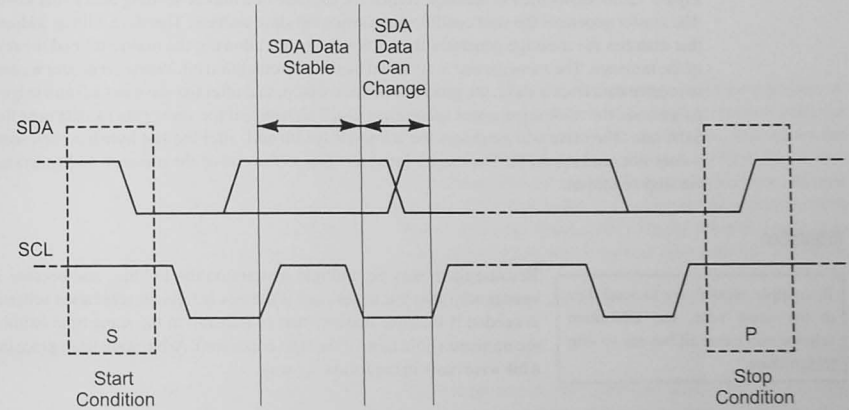 SDA Data
Stable
SDA
Data
Can
Change
SDA
SCL
S
P
Start
Condition
Stop
Condition